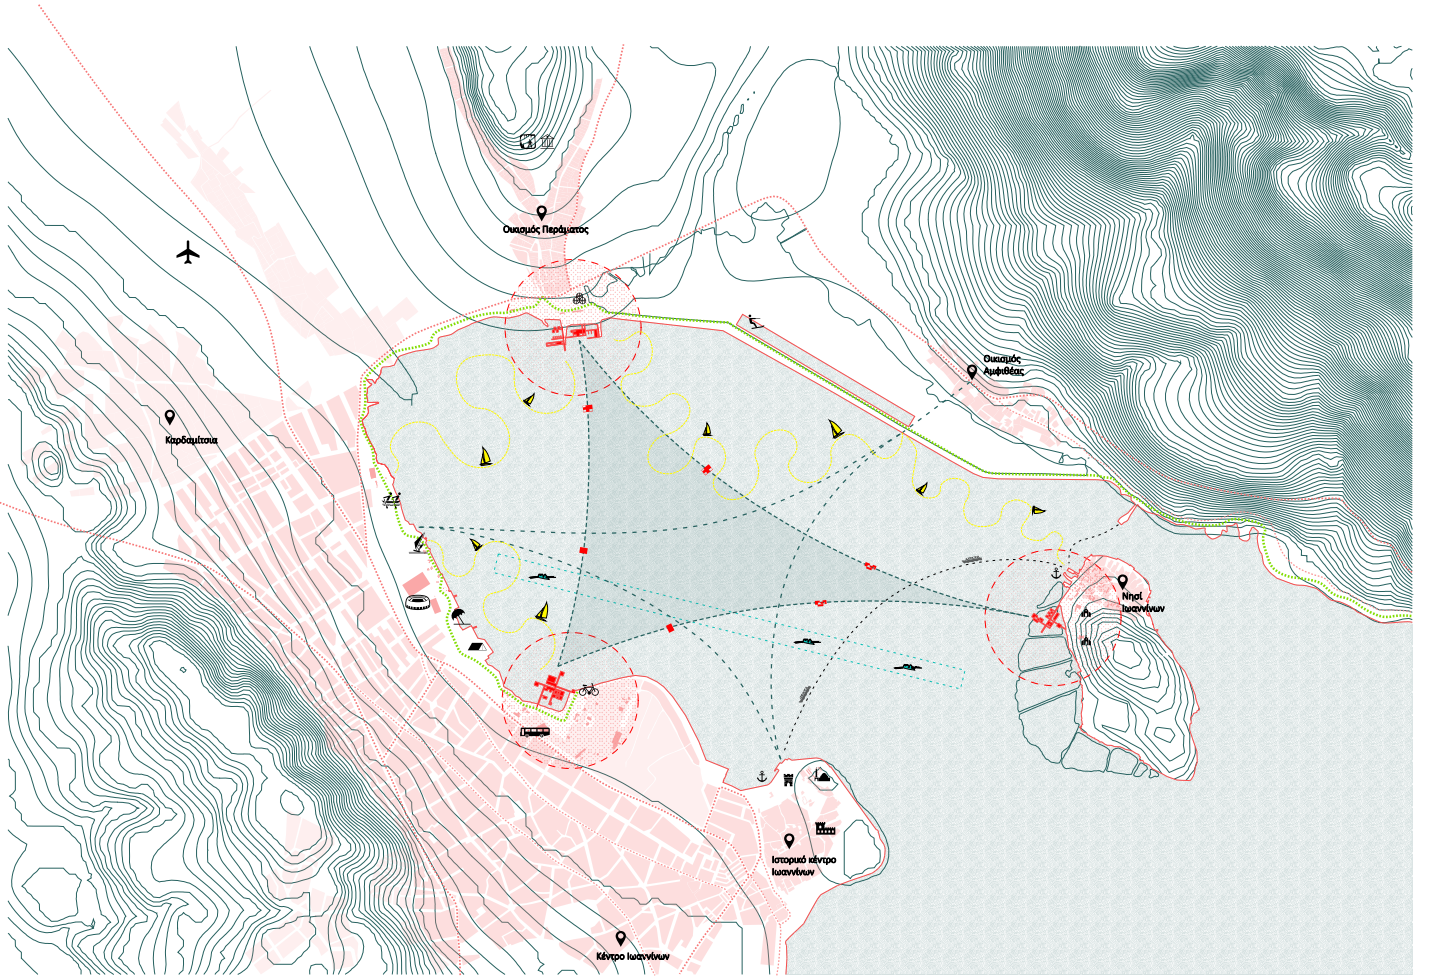 Οικισμός Περάματος
Οικισμός
Αμφιθέας
Καρδαμίτσια
Νησί
Ιωαννίνων
Ιστορικό κέντρο
Ιωαννίνων
Κέντρο Ιωαννίνων